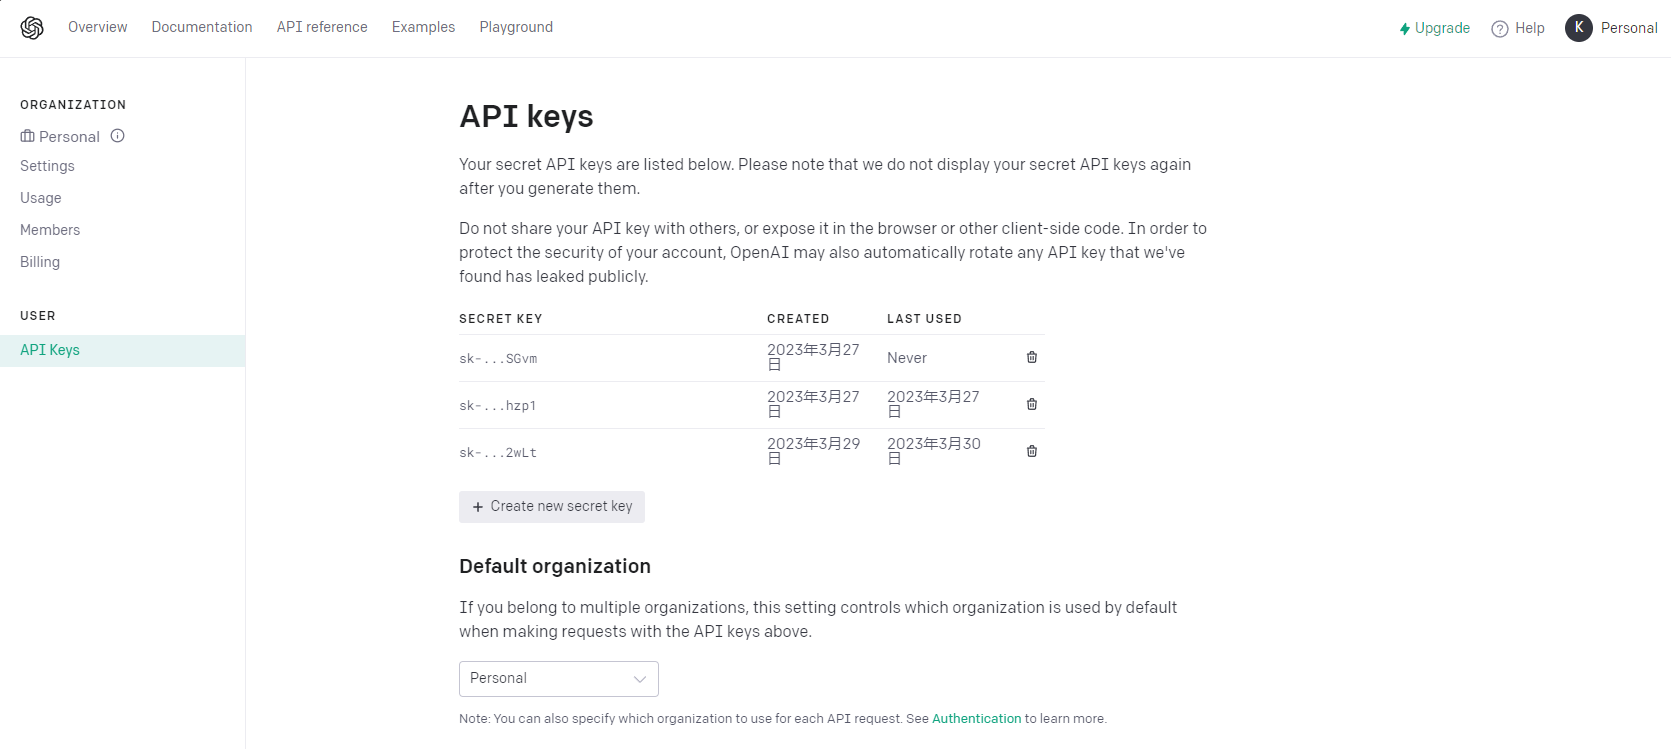 Overview Documentation API reference Examples Playground Upgrade Help K Personal
ORGANIZATION
Personal
Settings
Usage
Members
Billing
USER
API Keys
API keys
Your secret API keys are listed below. Please note that we do not display your secret API keys again
after you generate them.
Do not share your API key with others, or expose it in the browser or other client-side code. In order to
protect the security of your account, OpenAI may also automatically rotate any API key that we've
found has leaked publicly.
SECRET KEY CREATED LAST USED
sk-...SGvm 2023年3月27日 Never
sk-...hzp1 2023年3月27日 2023年3月27日
sk-...2wLt 2023年3月29日 2023年3月30日
+ Create new secret key
Default organization
If you belong to multiple organizations, this setting controls which organization is used by default
when making requests with the API keys above.
Personal
Note: You can also specify which organization to use for each API request. See Authentication to learn more.